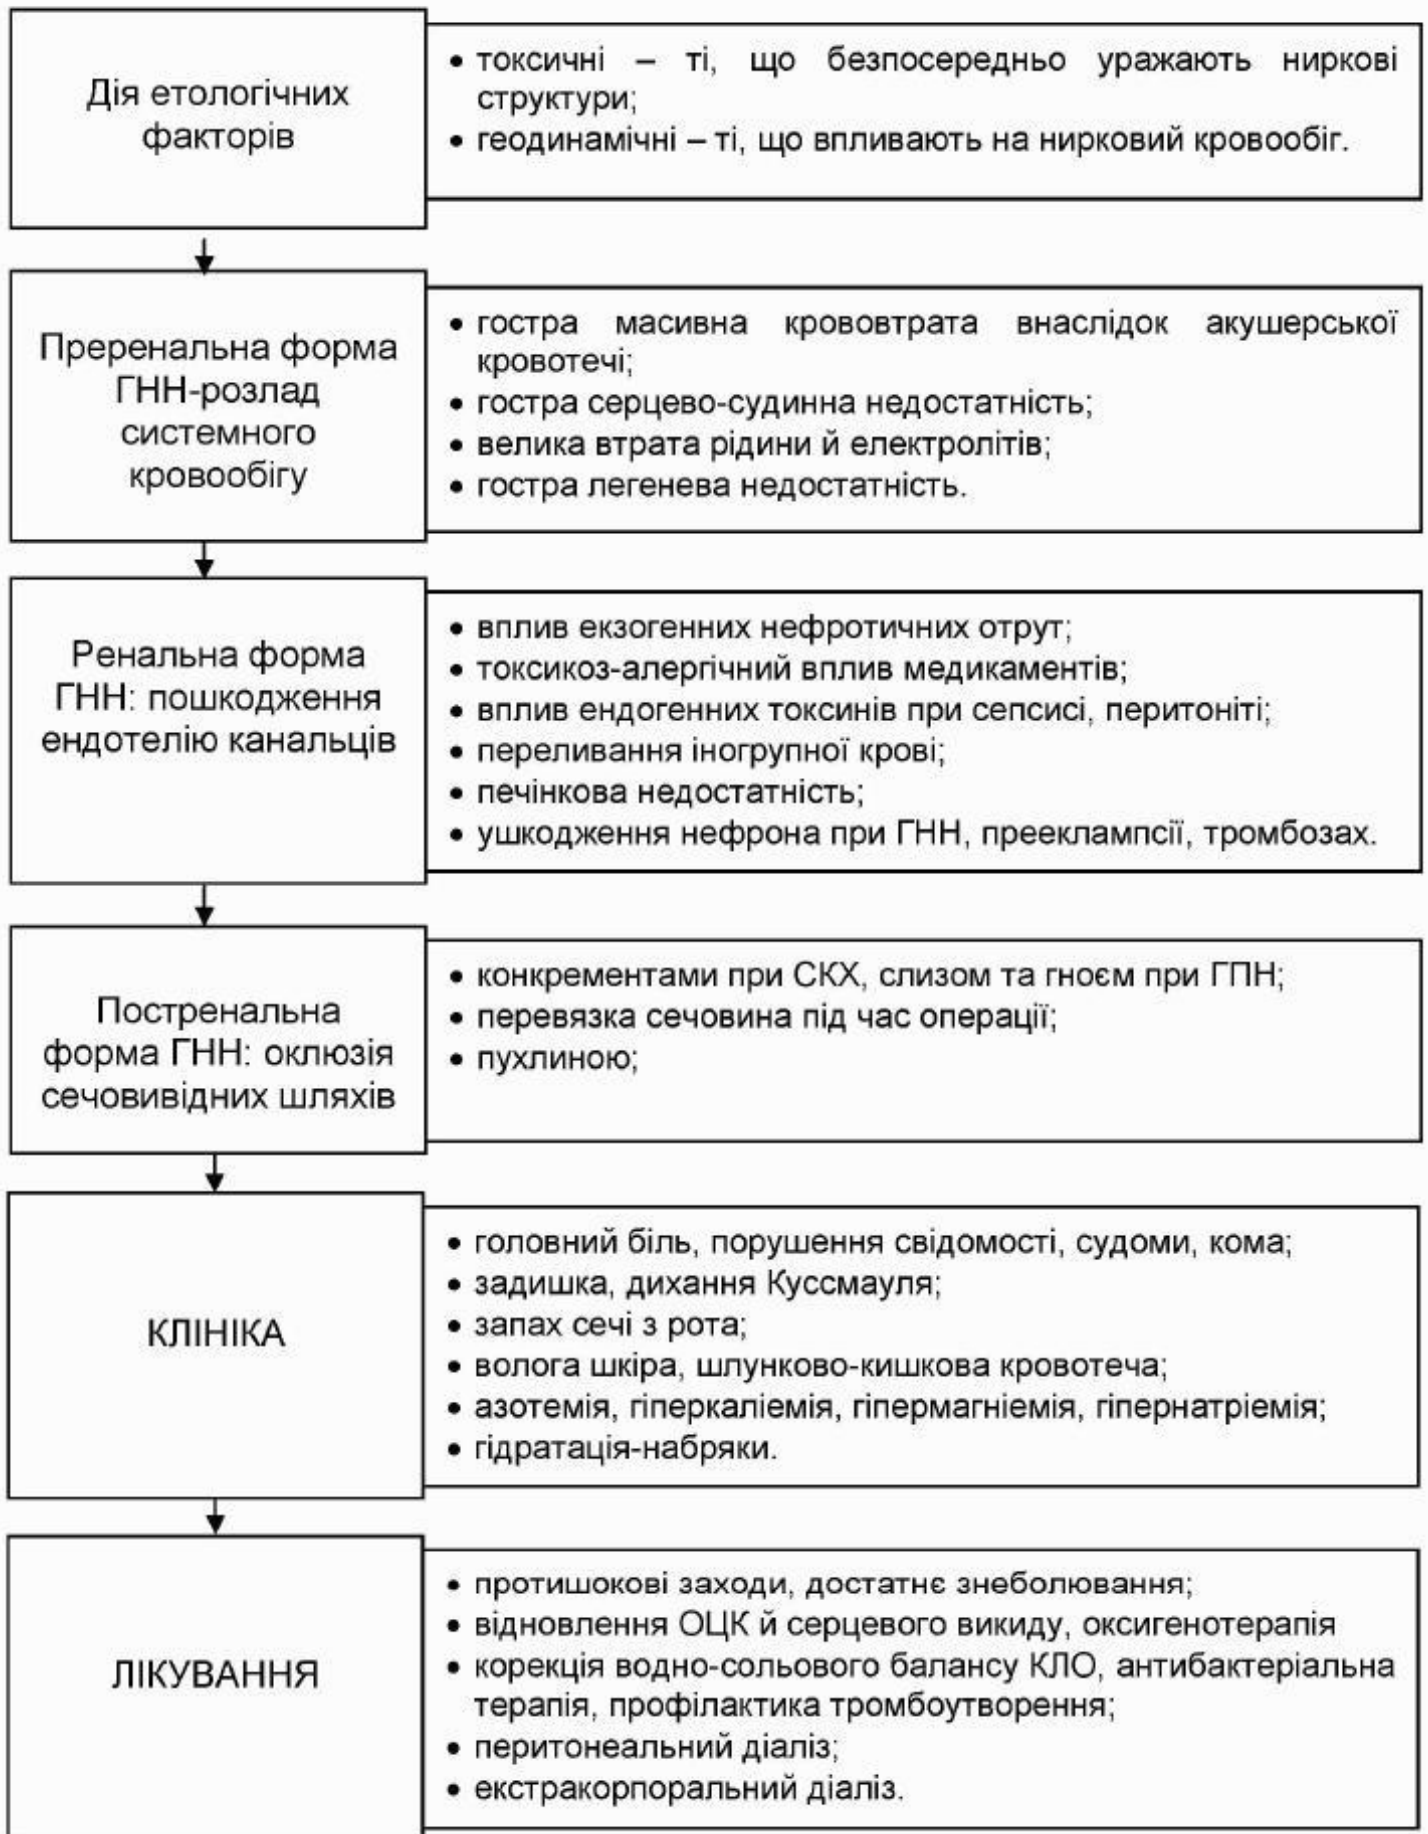 Дія етологічних
факторів
• токсичні – ті, що безпосередньо уражають ниркові
структури;
• геодинамічні – ті, що впливають на нирковий кровообіг.
Преренальна форма
ГНН-розлад
системного
кровообігу
• гостра масивна крововтрата внаслідок акушерської
кровотечі;
• гостра серцево-судинна недостатність;
• велика втрата рідини й електролітів;
• гостра легенева недостатність.
Ренальна форма
ГНН: пошкодження
ендотелію канальців
• вплив екзогенних нефротичних отрут;
• токсикоз-алергічний вплив медикаментів;
• вплив ендогенних токсинів при сепсисі, перитоніті;
• переливання іногрупної крові;
• печінкова недостатність;
• ушкодження нефрона при ГНН, прееклампсії, тромбозах.
Постренальна
форма ГНН: оклюзія
сечовивідних шляхів
• конкрементами при СКХ, слизом та гноєм при ГПН;
• перевязка сечовина під час операції;
• пухлиною;
КЛІНІКА
• головний біль, порушення свідомості, судоми, кома;
• задишка, дихання Куссмауля;
• запах сечі з рота;
• волога шкіра, шлунково-кишкова кровотеча;
• азотемія, гіперкаліемія, гіпермагніемія, гіпернатріемія;
• гідратація-набряки.
ЛІКУВАННЯ
• протишокові заходи, достатнє знеболювання;
• відновлення ОЦК й серцевого викиду, оксигенотерапія
• корекція водно-сольового балансу КЛО, антибактеріальна
терапія, профілактика тромбоутворення;
• перитонеальний діаліз;
• екстракорпоральний діаліз.